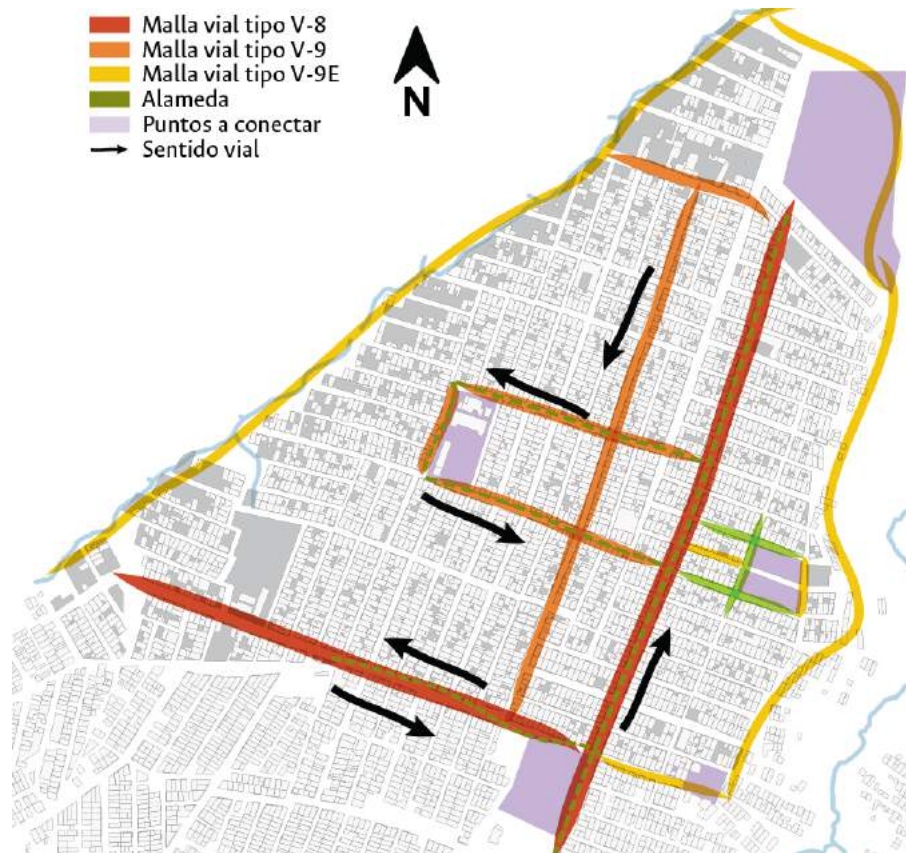 Malla vial tipo V-8
Malla vial tipo V-9
Malla vial tipo V-9E
Alameda
Puntos a conectar
Sentido vial
N